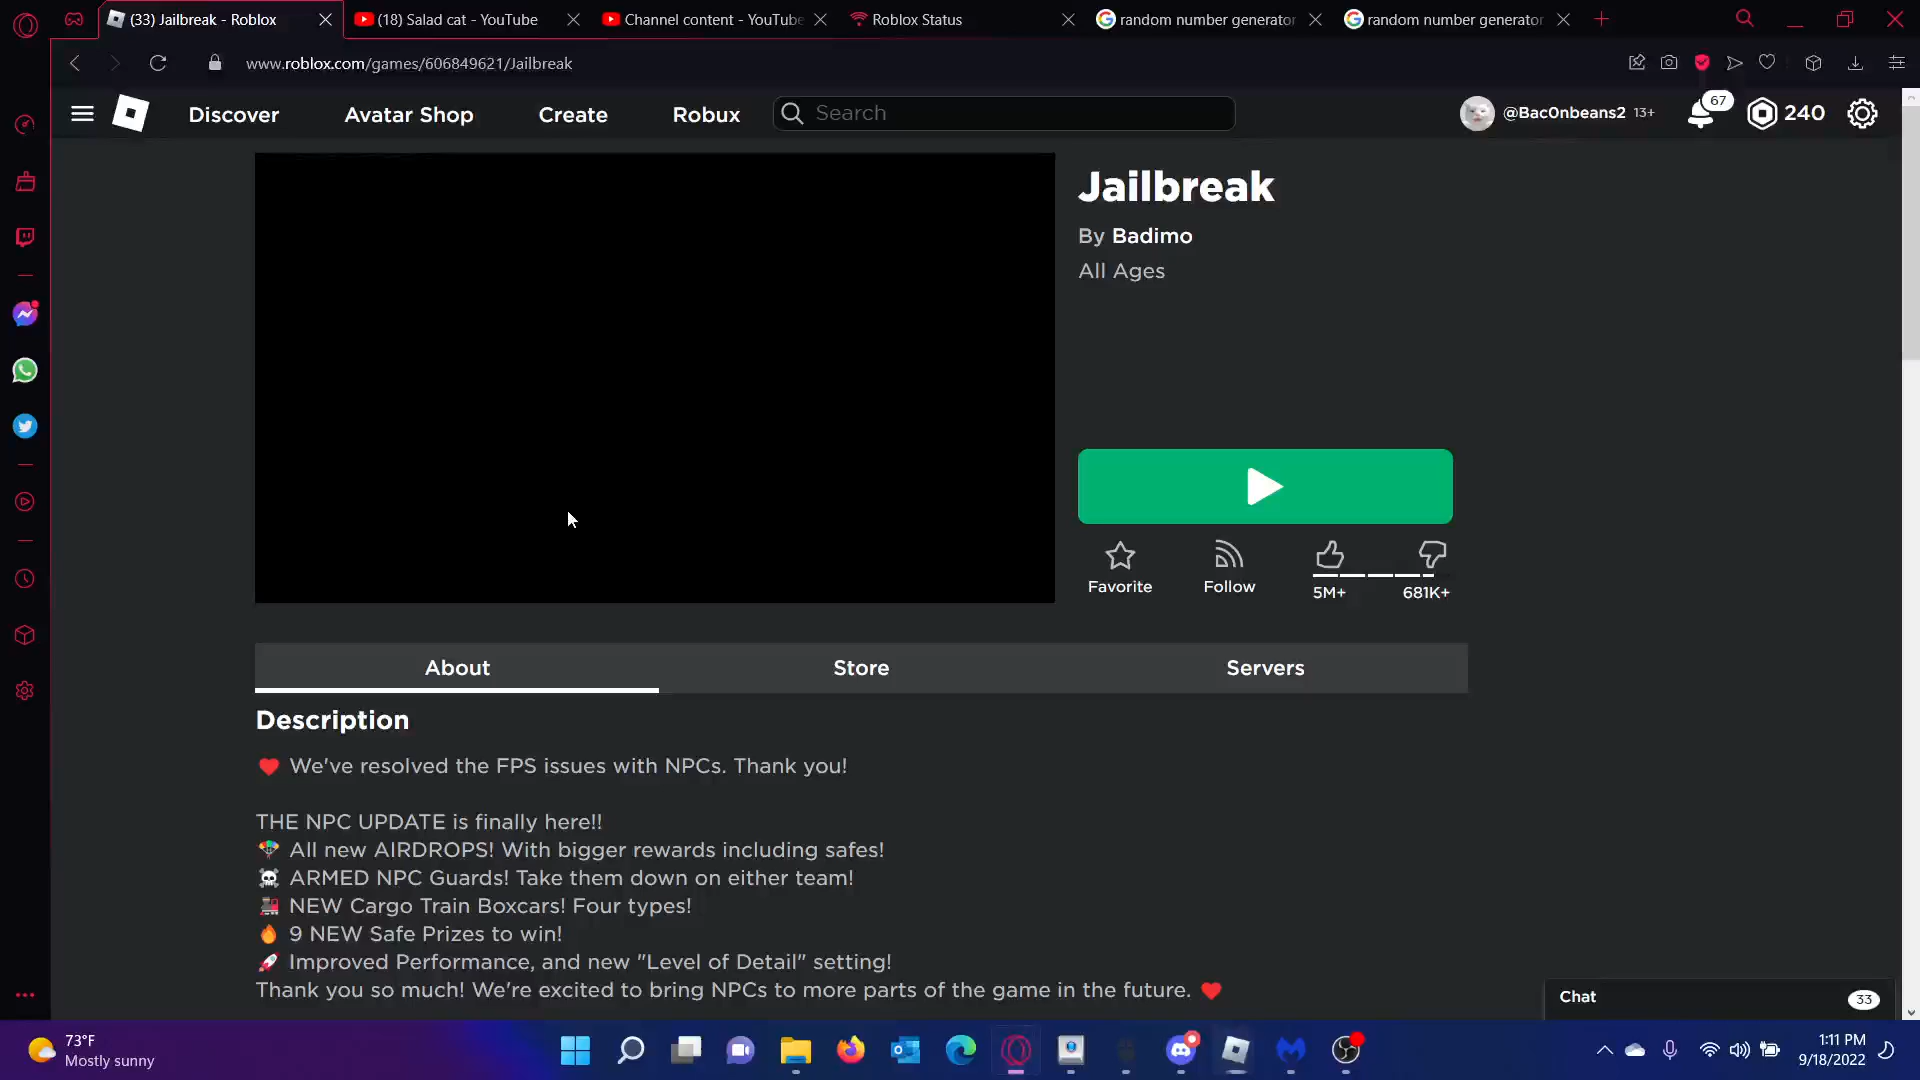 (33) Jailbreak - Roblox
(18) Salad cat - YouTube
Channel content - YouTube
Roblox Status
random number generator
random number generator
www.roblox.com/games/606849621/Jailbreak
Discover
Avatar Shop
Create
Robux
Search
@Bac0nbeans2 13+
67
240
Jailbreak
By Badimo
All Ages
Favorite
Follow
5M+
681K+
About
Store
Servers
Description
❤️ We've resolved the FPS issues with NPCs. Thank you!
THE NPC UPDATE is finally here!!
🪂 All new AIRDROPS! With bigger rewards including safes!
☠️ ARMED NPC Guards! Take them down on either team!
🚂 NEW Cargo Train Boxcars! Four types!
🔥 9 NEW Safe Prizes to win!
🚀 Improved Performance, and new "Level of Detail" setting!
Thank you so much! We're excited to bring NPCs to more parts of the game in the future. ❤️
Chat
33
73°F
Mostly sunny
1:11 PM
9/18/2022